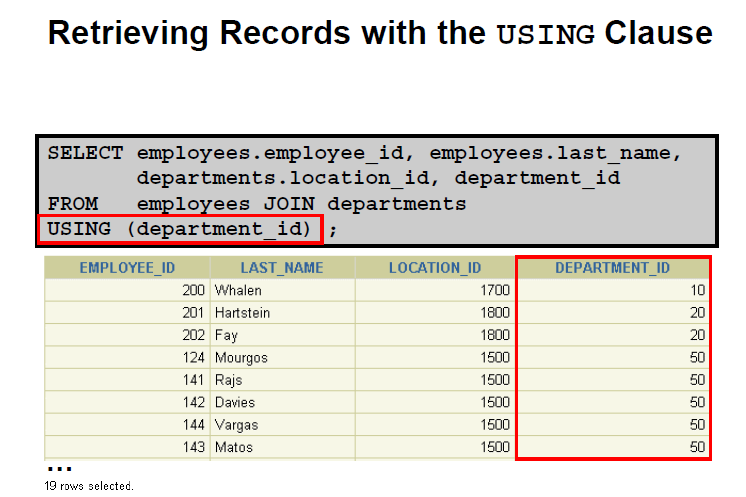 Retrieving Records with the USING Clause
SELECT employees.employee_id, employees.last_name,
departments.location_id, department_id
FROM employees JOIN departments
USING (department_id) ;
EMPLOYEE_ID LAST_NAME LOCATION_ID DEPARTMENT_ID
200 Whalen 1700 10
201 Hartstein 1800 20
202 Fay 1800 20
124 Mourgos 1500 50
141 Rajs 1500 50
142 Davies 1500 50
144 Vargas 1500 50
143 Matos 1500 50
…
19 rows selected.